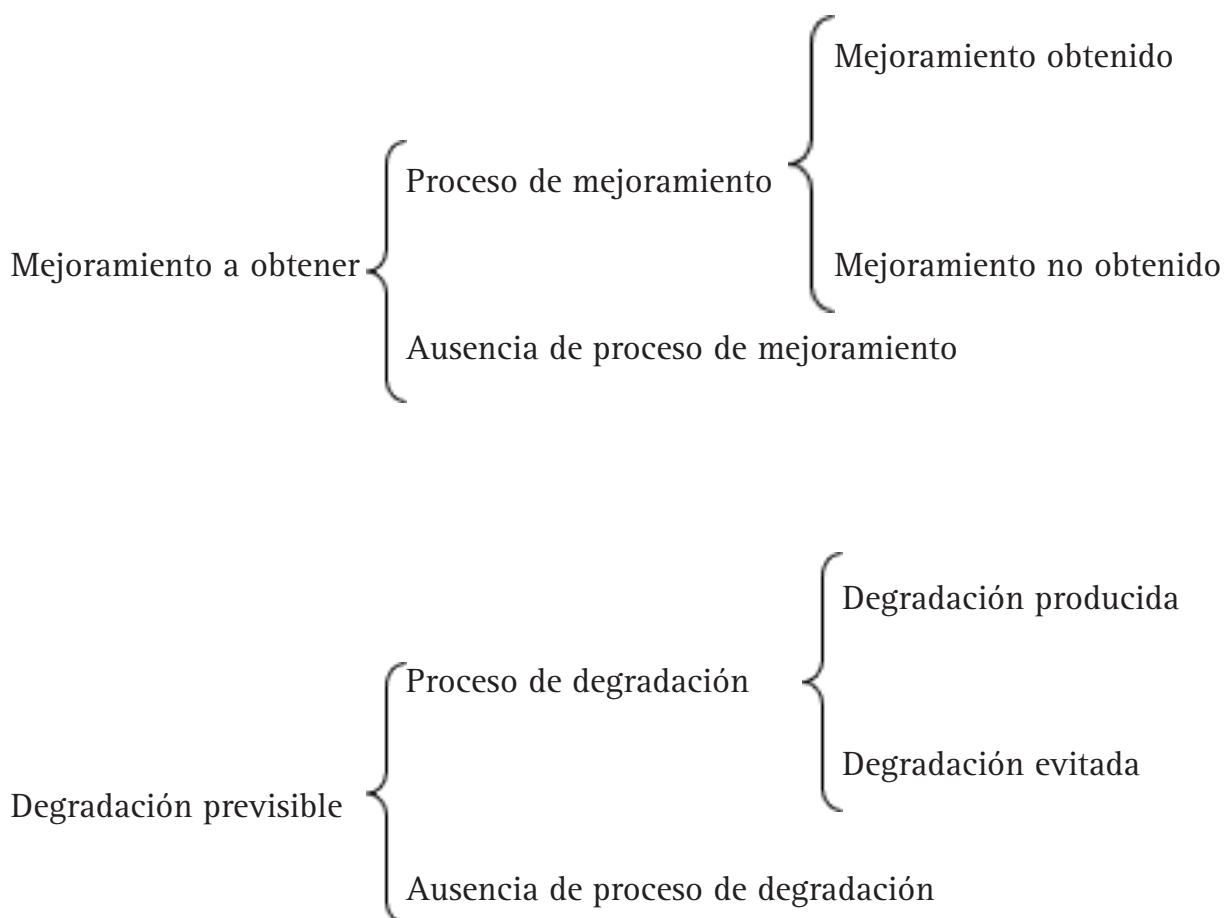 Mejoramiento obtenido
Proceso de mejoramiento
Mejoramiento a obtener
Mejoramiento no obtenido
Ausencia de proceso de mejoramiento
Degradación producida
Proceso de degradación
Degradación evitada
Degradación previsible
Ausencia de proceso de degradación